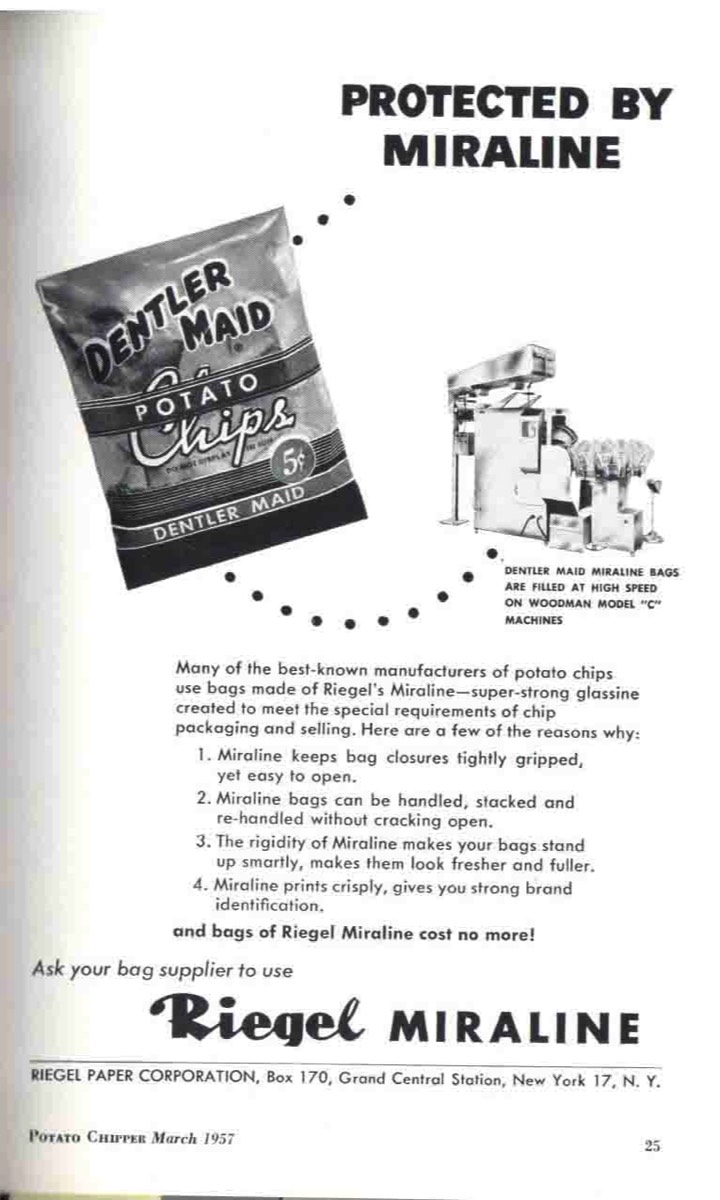 PROTECTED BY
MIRALINE
DENTLER
MAID
POTATO
Chips
DO NOT DISPLAY IN SUN
5¢
DENTLER MAID
DENTLER MAID MIRALINE BAGS
ARE FILLED AT HIGH SPEED
ON WOODMAN MODEL "C"
MACHINES
Many of the best-known manufacturers of potato chips
use bags made of Riegel's Miraline—super-strong glassine
created to meet the special requirements of chip
packaging and selling. Here are a few of the reasons why:
1. Miraline keeps bag closures tightly gripped,
yet easy to open.
2. Miraline bags can be handled, stacked and
re-handled without cracking open.
3. The rigidity of Miraline makes your bags stand
up smartly, makes them look fresher and fuller.
4. Miraline prints crisply, gives you strong brand
identification.
and bags of Riegel Miraline cost no more!
Ask your bag supplier to use
Riegel MIRALINE
RIEGEL PAPER CORPORATION, Box 170, Grand Central Station, New York 17, N. Y.
POTATO CHIPPER March 1957
25